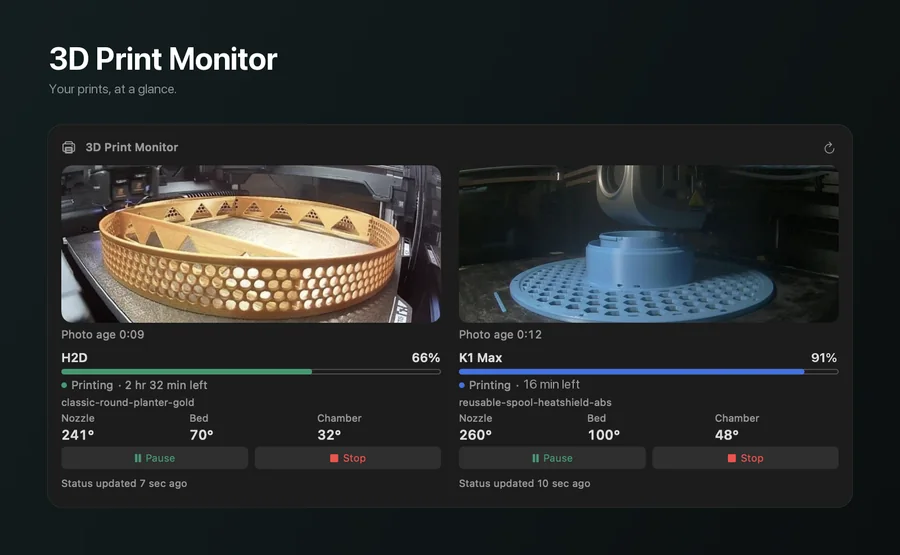 3D Print Monitor
Your prints, at a glance.
3D Print Monitor
Photo age 0:09
H2D 66%
Printing · 2 hr 32 min left
classic-round-planter-gold
Nozzle Bed Chamber
241° 70° 32°
Pause Stop
Status updated 7 sec ago
Photo age 0:12
K1 Max 91%
Printing · 16 min left
reusable-spool-heatshield-abs
Nozzle Bed Chamber
260° 100° 48°
Pause Stop
Status updated 10 sec ago